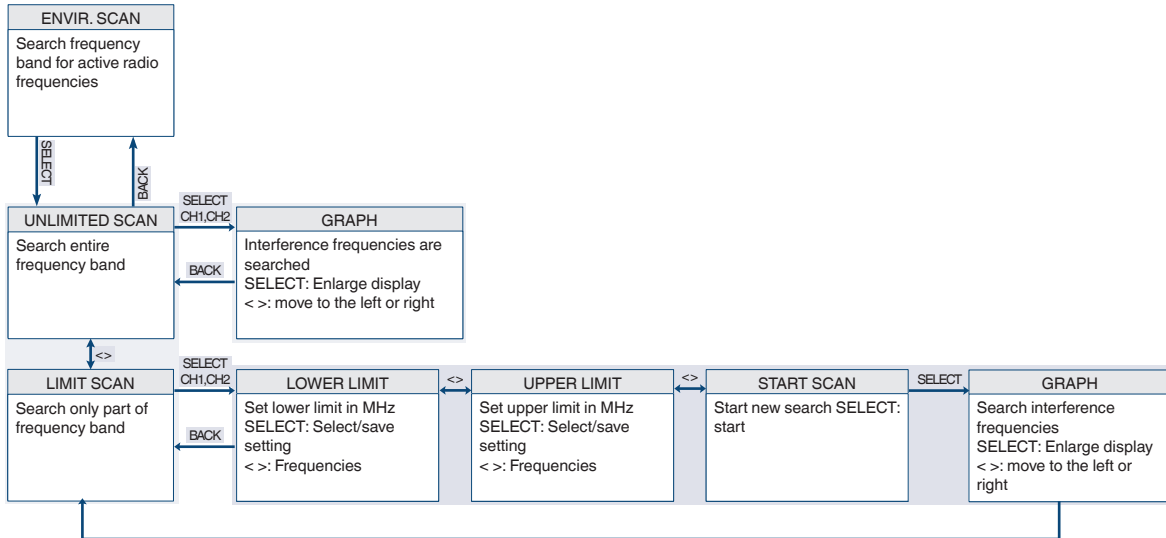 ENVIR. SCAN
Search frequency
band for active radio
frequencies
SELECT
BACK
UNLIMITED SCAN
Search entire
frequency band
SELECT
CH1,CH2
BACK
GRAPH
Interference frequencies are
searched
SELECT: Enlarge display
< >: move to the left or right
<>
LIMIT SCAN
Search only part of
frequency band
SELECT
CH1,CH2
BACK
LOWER LIMIT
Set lower limit in MHz
SELECT: Select/save
setting
< >: Frequencies
<>
UPPER LIMIT
Set upper limit in MHz
SELECT: Select/save
setting
< >: Frequencies
<>
START SCAN
Start new search SELECT:
start
SELECT
GRAPH
Search interference
frequencies
SELECT: Enlarge display
< >: move to the left or
right